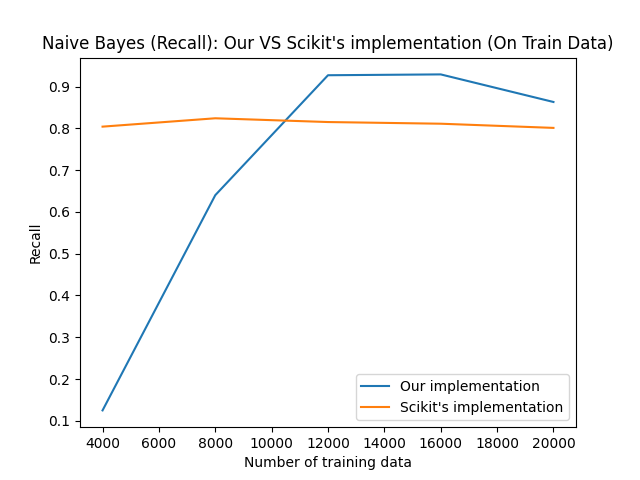 Naive Bayes (Recall): Our VS Scikit's implementation (On Train Data)
Recall
0.9
0.8
0.7
0.6
0.5
0.4
0.3
0.2
0.1
Our implementation
Scikit's implementation
4000 6000 8000 10000 12000 14000 16000 18000 20000
Number of training data